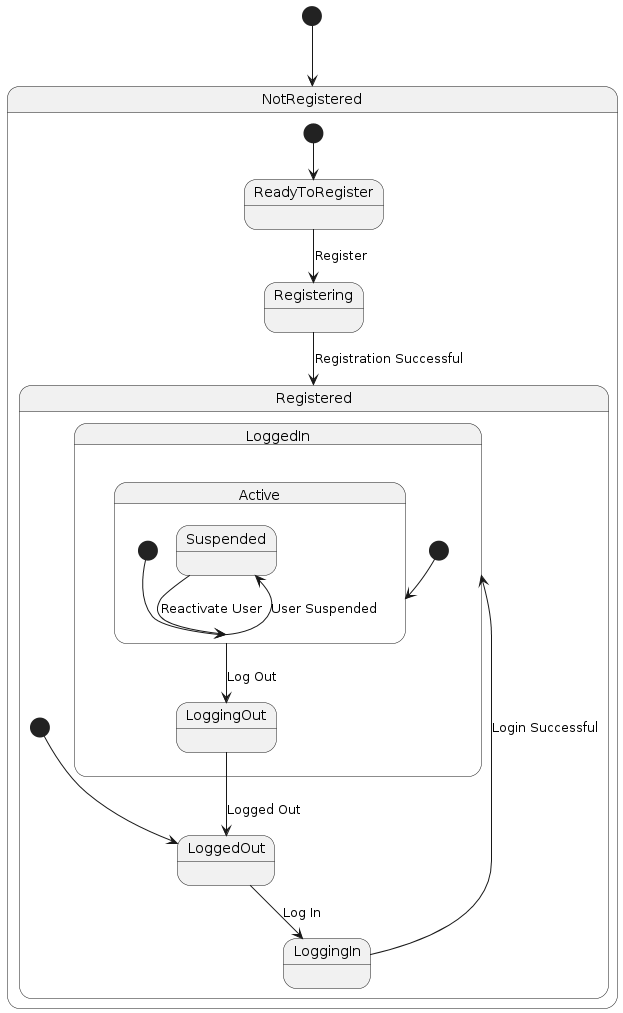 NotRegistered
ReadyToRegister
Register
Registering
Registration Successful
Registered
LoggedIn
Active
Suspended
Reactivate User
User Suspended
Log Out
LoggingOut
Login Successful
Logged Out
LoggedOut
Log In
LoggingIn